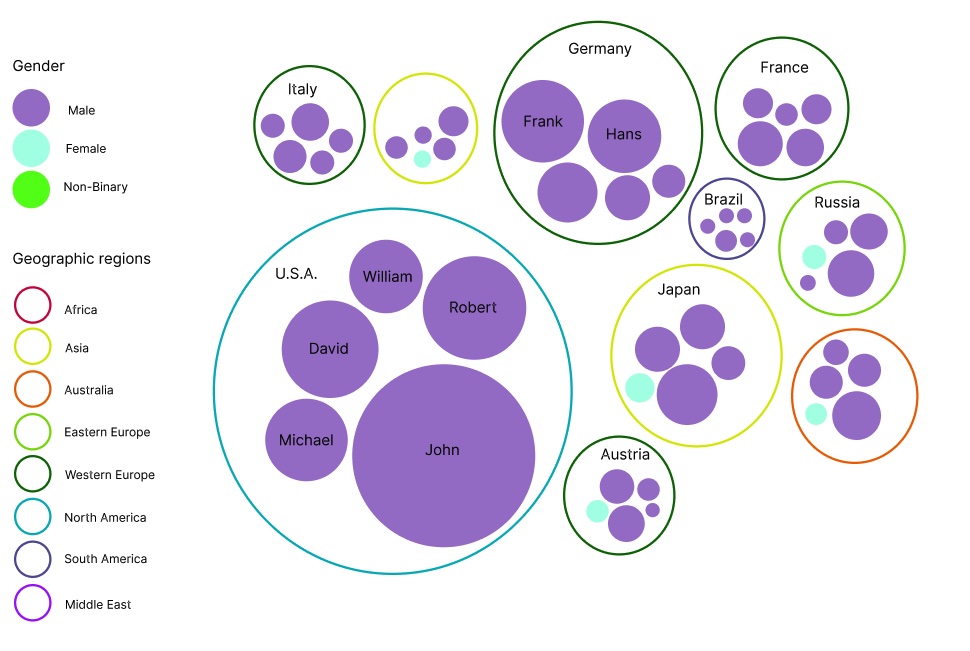 Gender
Male
Female
Non-Binary
Geographic regions
Africa
Asia
Australia
Eastern Europe
Western Europe
North America
South America
Middle East
Italy
Germany
Frank
Hans
France
Brazil
Russia
U.S.A.
William
Robert
David
Michael
John
Japan
Austria